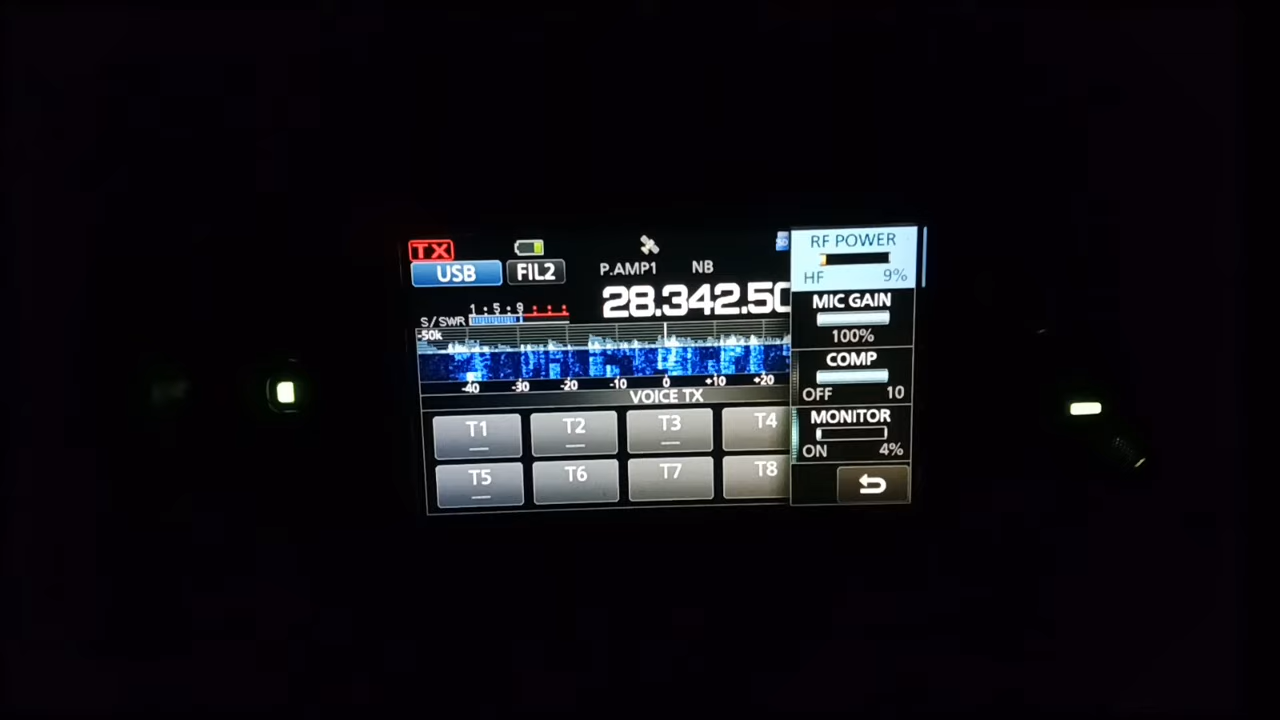 TX
USB FIL2 P.AMP1 NB
28.342.50
S/SWR 1 5 9
-50k
-40 -30 -20 -10 0 +10 +20
VOICE TX
T1 T2 T3 T4
T5 T6 T7 T8
RF POWER
HF 9%
MIC GAIN
100%
COMP
OFF 10
MONITOR
ON 4%